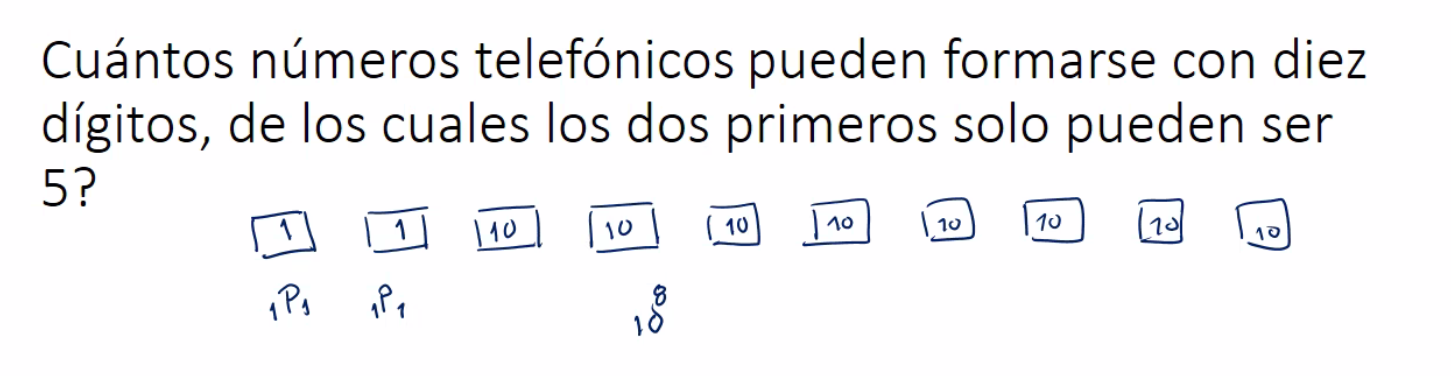 Cuántos números telefónicos pueden formarse con diez
dígitos, de los cuales los dos primeros solo pueden ser
5?
1 1 10 10 10 10 10 10 10 10
₁P₁ ₁P₁ 10⁸